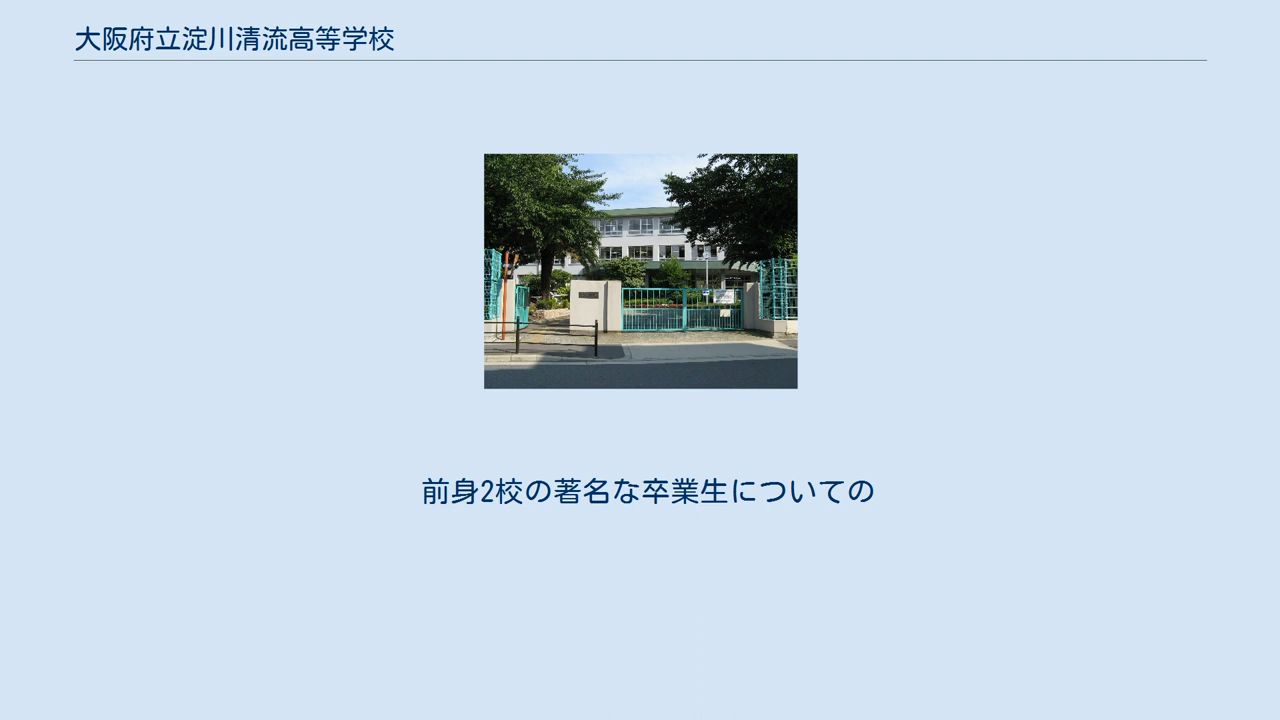 大阪府立淀川清流高等学校
前身2校の著名な卒業生についての